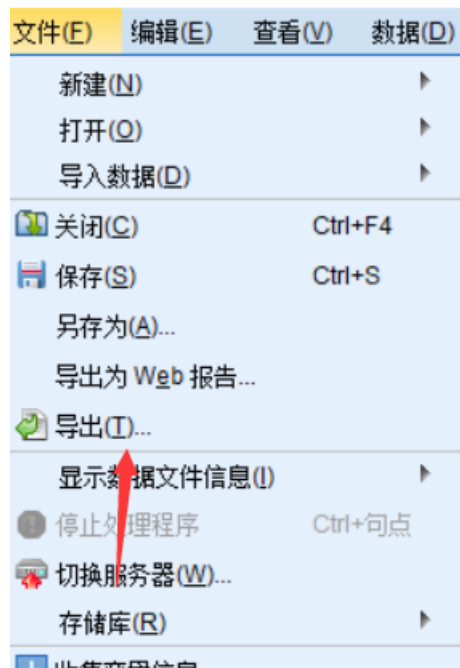 文件(F) 编辑(E) 查看(V) 数据(D)
新建(N)
打开(O)
导入数据(D)
关闭(C) Ctrl+F4
保存(S) Ctrl+S
另存为(A)...
导出为 Web 报告...
导出(T)...
显示数据文件信息(I)
停止处理程序 Ctrl+句点
切换服务器(W)...
存储库(R)